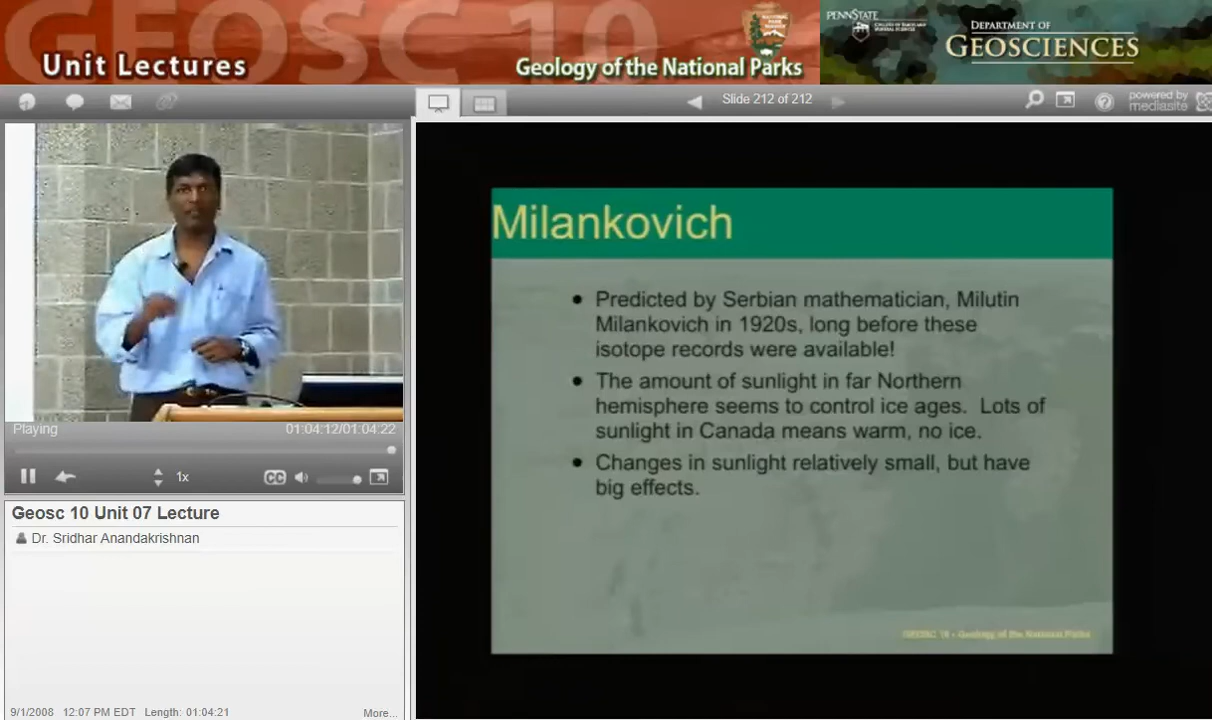 GEOSC 10
Unit Lectures
Geology of the National Parks
NATIONAL
PARK
SERVICE
PENNSTATE
DEPARTMENT OF
GEOSCIENCES
Slide 212 of 212
powered by
mediasite
Milankovich
• Predicted by Serbian mathematician, Milutin
Milankovich in 1920s, long before these
isotope records were available!
• The amount of sunlight in far Northern
hemisphere seems to control ice ages. Lots of
sunlight in Canada means warm, no ice.
• Changes in sunlight relatively small, but have
big effects.
GEOSC 10 - Geology of the National Parks
Playing
01:04:12/01:04:22
1x
CC
Geosc 10 Unit 07 Lecture
Dr. Sridhar Anandakrishnan
9/1/2008 12:07 PM EDT Length: 01:04:21
More...